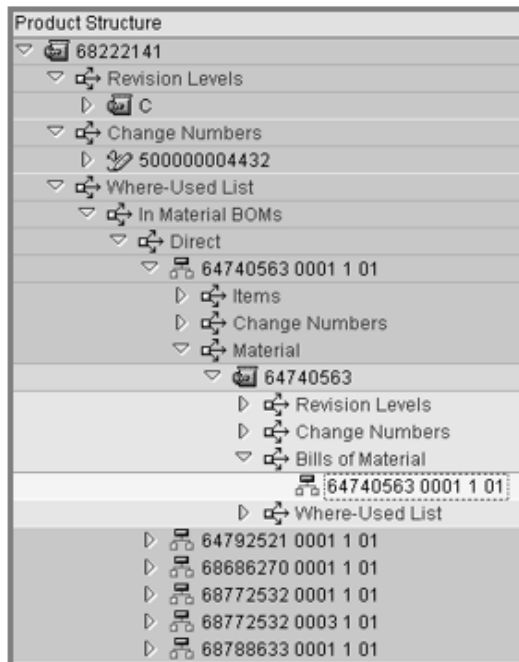 Product Structure
68222141
Revision Levels
C
Change Numbers
500000004432
Where-Used List
In Material BOMs
Direct
64740563 0001 1 01
Items
Change Numbers
Material
64740563
Revision Levels
Change Numbers
Bills of Material
64740563 0001 1 01
Where-Used List
64792521 0001 1 01
68686270 0001 1 01
68772532 0001 1 01
68772532 0003 1 01
68788633 0001 1 01